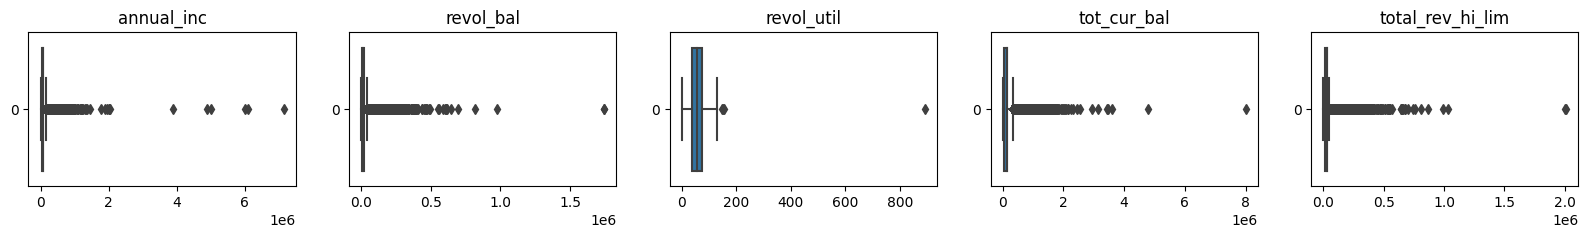 annual_inc
revol_bal
revol_util
tot_cur_bal
total_rev_hi_lim
0
0
0
0
0
0 2 4 6
1e6
0.0 0.5 1.0 1.5
1e6
0 200 400 600 800
0 2 4 6 8
1e6
0.0 0.5 1.0 1.5 2.0
1e6